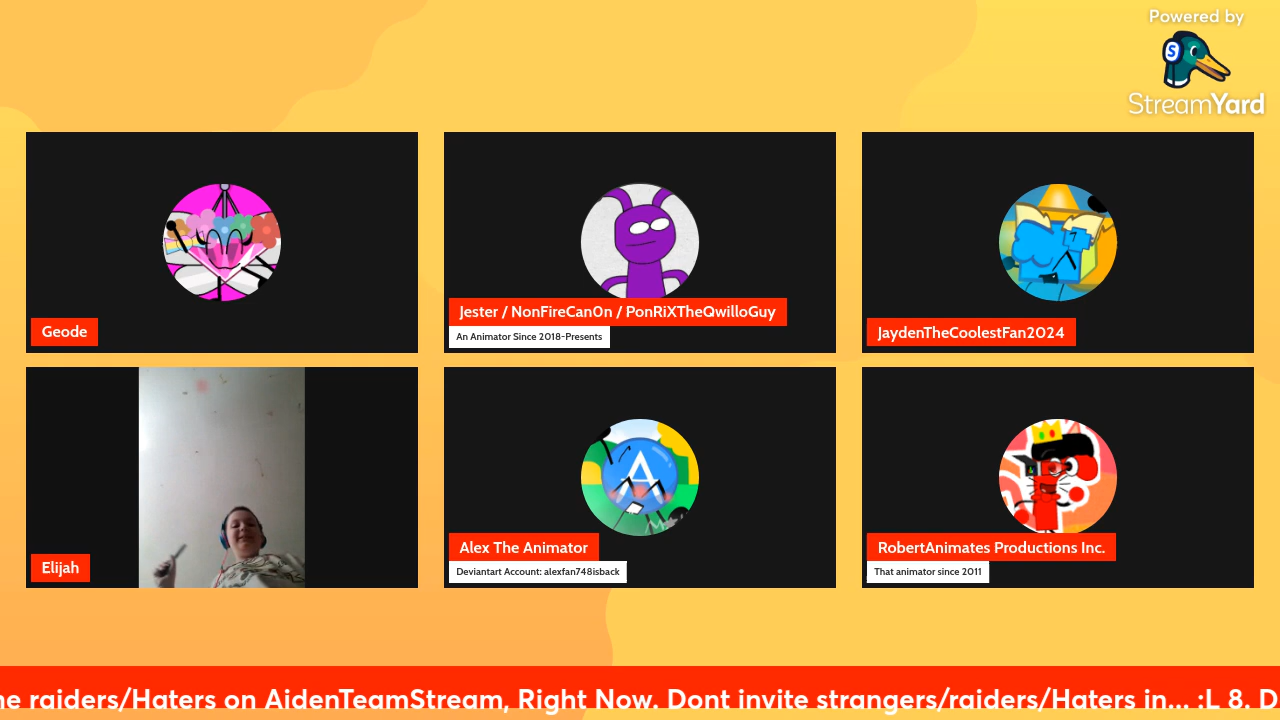 Powered by
StreamYard
Geode
Jester / NonFireCan0n / PonRiXTheQwilloGuy
An Animator Since 2018-Presents
JaydenTheCoolestFan2024
Elijah
Alex The Animator
Deviantart Account: alexfan748isback
RobertAnimates Productions Inc.
That animator since 2011
raiders/Haters on AidenTeamStream, Right Now. Dont invite strangers/raiders/Haters in... :L 8. D